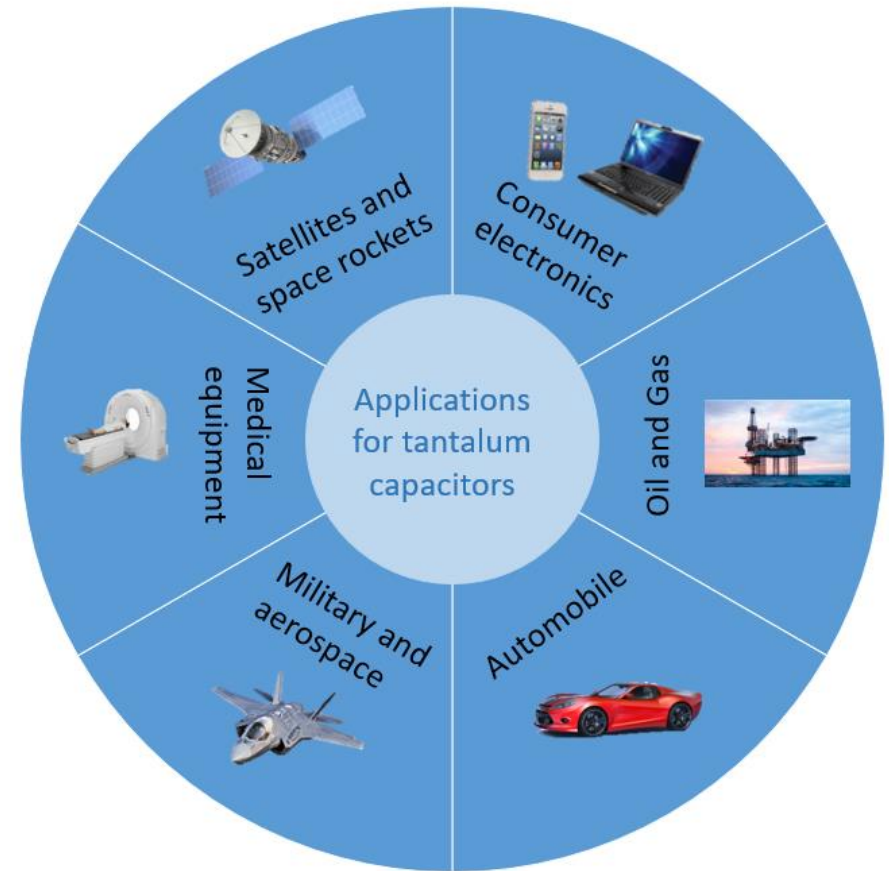 Applications
for tantalum
capacitors
Consumer
electronics
Oil and Gas
Automobile
Military and
aerospace
Medical
equipment
Satellites and
space rockets